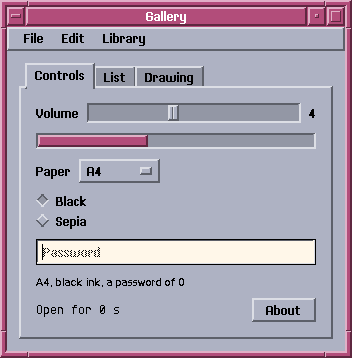 Gallery
File Edit Library
Controls List Drawing
Volume 4
Paper A4
Black
Sepia
Password
A4, black ink, a password of 0
Open for 0 s About